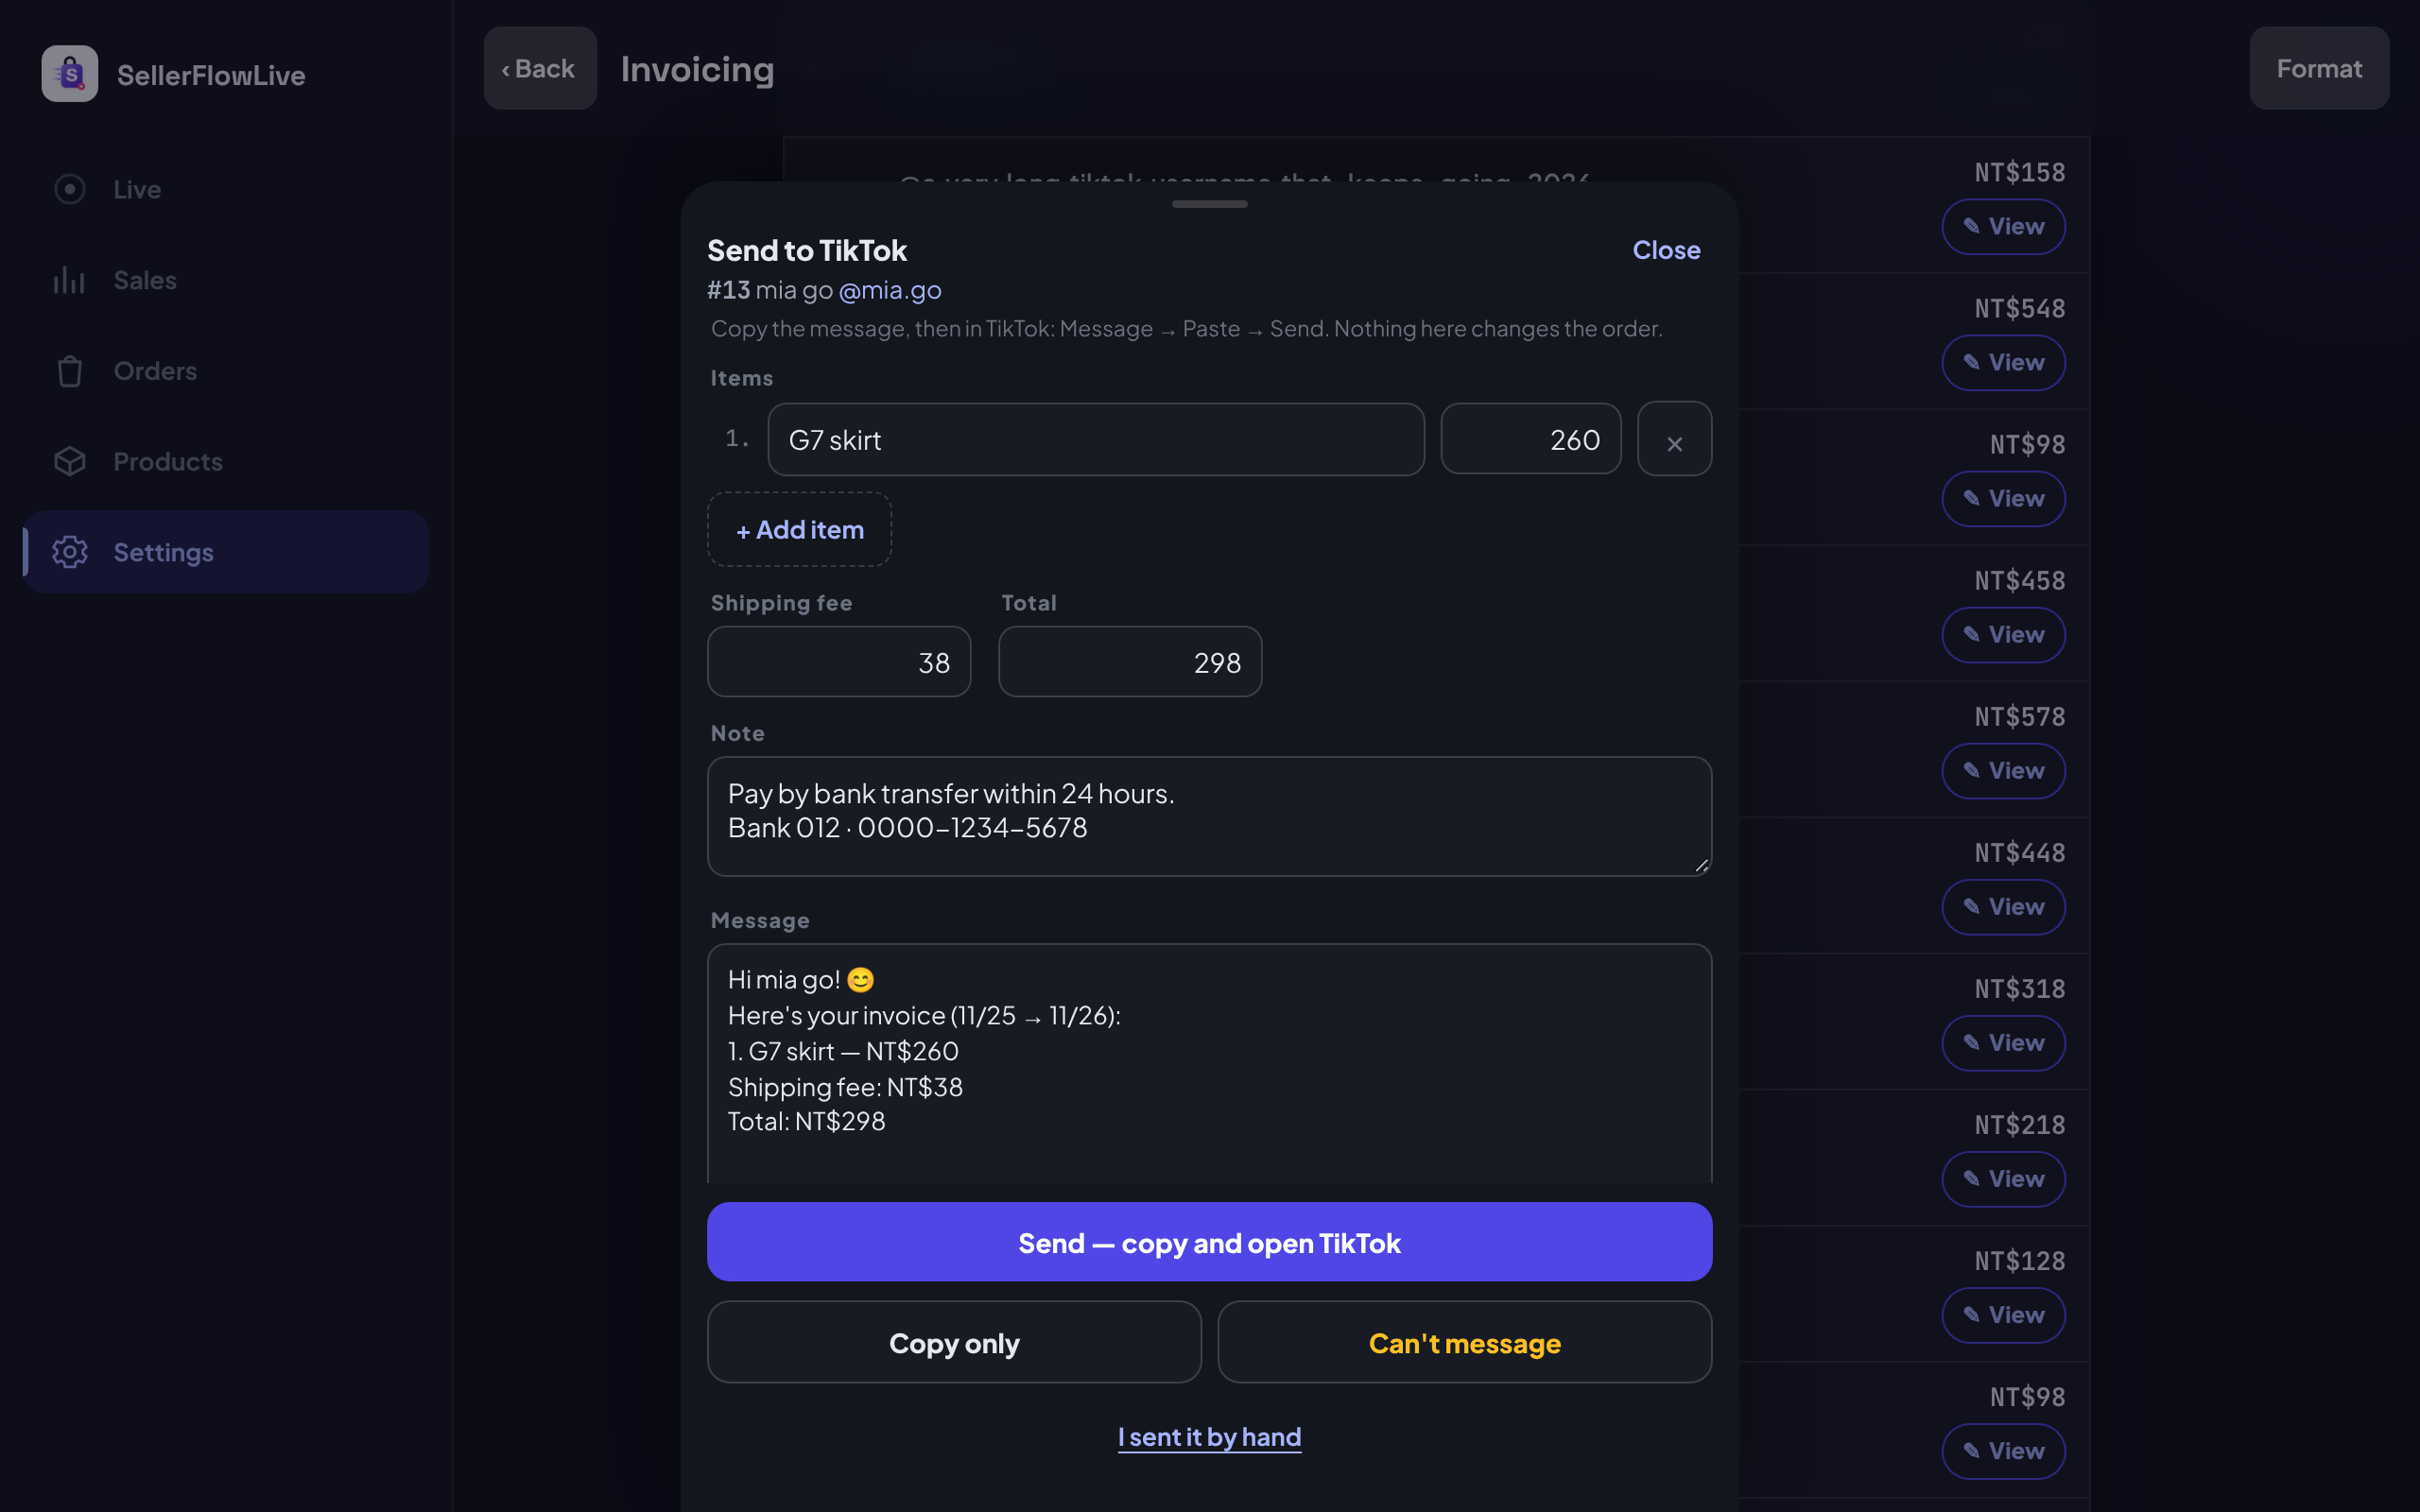 SellerFlowLive
Live
Sales
Orders
Products
Settings
‹ Back
Invoicing
Format
NT$158
✎ View
NT$548
✎ View
NT$98
✎ View
NT$458
✎ View
NT$578
✎ View
NT$448
✎ View
NT$318
✎ View
NT$218
✎ View
NT$128
✎ View
NT$98
✎ View
Send to TikTok
Close
#13 mia go @mia.go
Copy the message, then in TikTok: Message → Paste → Send. Nothing here changes the order.
Items
1. G7 skirt 260 ×
+ Add item
Shipping fee Total
38 298
Note
Pay by bank transfer within 24 hours.
Bank 012 · 0000-1234-5678
Message
Hi mia go! 😊
Here's your invoice (11/25 → 11/26):
1. G7 skirt — NT$260
Shipping fee: NT$38
Total: NT$298
Send — copy and open TikTok
Copy only
Can't message
I sent it by hand